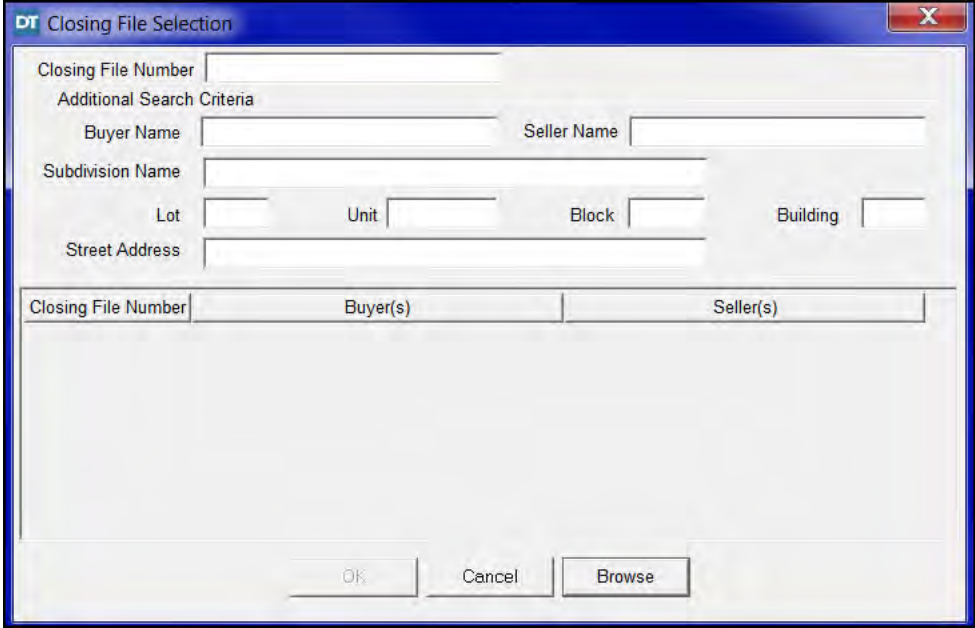 DT Closing File Selection X
Closing File Number
Additional Search Criteria
Buyer Name Seller Name
Subdivision Name
Lot Unit Block Building
Street Address
Closing File Number Buyer(s) Seller(s)
OK Cancel Browse